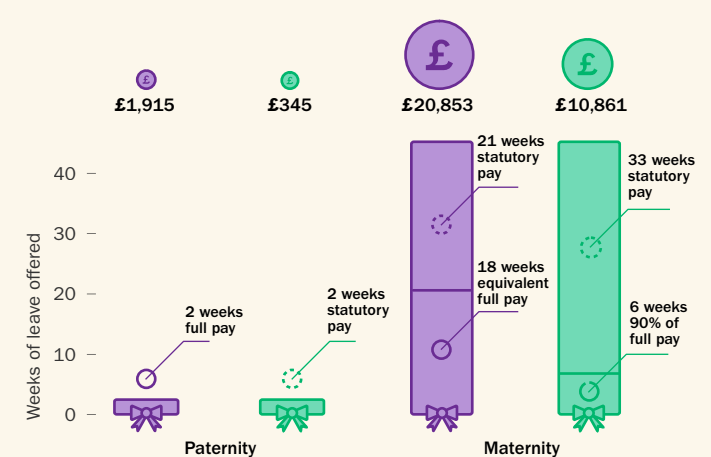 £
£
£
£
£1,915
£345
£20,853
£10,861
21 weeks
statutory
pay
33 weeks
statutory
pay
18 weeks
equivalent
full pay
2 weeks
full pay
2 weeks
statutory
pay
6 weeks
90% of
full pay
Weeks of leave offered
40
30
20
10
0
Paternity
Maternity